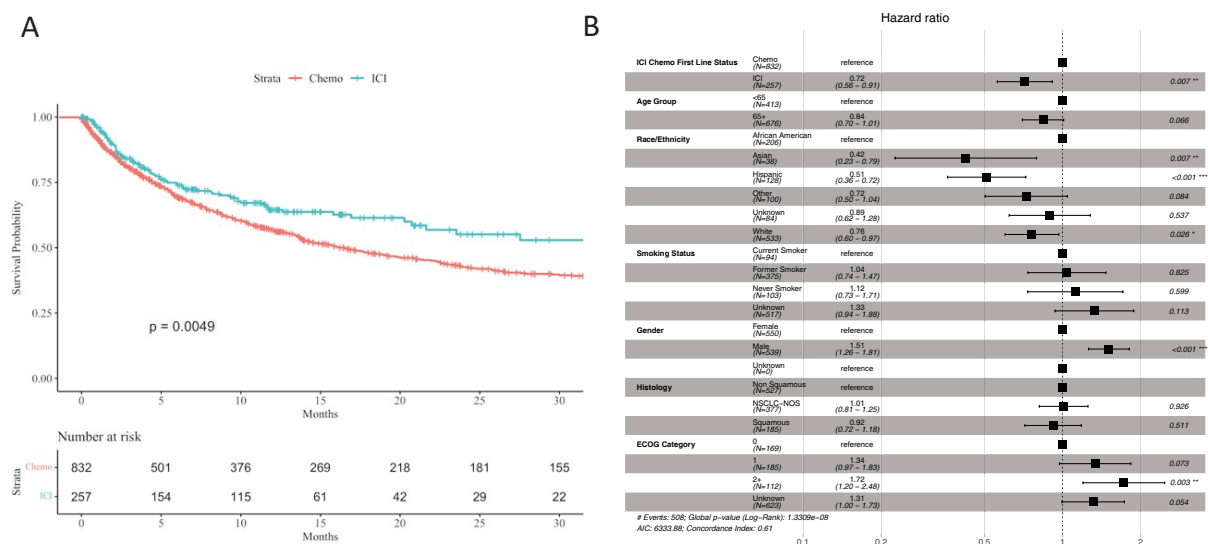 A
Strata Chemo ICI
1.00
0.75
0.50
0.25
0.00
Survival Probability
p = 0.0049
0 5 10 15 20 25 30
Months
Number at risk
Strata
Chemo 832 501 376 269 218 181 155
ICI 257 154 115 61 42 29 22
0 5 10 15 20 25 30
Months
B
Hazard ratio
ICI Chemo First Line Status Chemo reference
(N=832)
ICI 0.72 0.007 **
(N=257) (0.56 – 0.91)
Age Group <65 reference
(N=413)
65+ 0.84 0.066
(N=676) (0.70 – 1.01)
Race/Ethnicity African American reference
(N=206)
Asian 0.42 0.007 **
(N=38) (0.23 – 0.79)
Hispanic 0.51 <0.001 ***
(N=128) (0.36 – 0.72)
Other 0.72 0.084
(N=100) (0.50 – 1.04)
Unknown 0.89 0.537
(N=84) (0.62 – 1.28)
White 0.76 0.026 *
(N=533) (0.60 – 0.97)
Smoking Status Current Smoker reference
(N=94)
Former Smoker 1.04 0.825
(N=375) (0.74 – 1.47)
Never Smoker 1.12 0.599
(N=103) (0.73 – 1.71)
Unknown 1.33 0.113
(N=517) (0.94 – 1.88)
Gender Female reference
(N=550)
Male 1.51 <0.001 ***
(N=539) (1.26 – 1.81)
Unknown reference
(N=0)
Histology Non Squamous reference
(N=527)
NSCLC–NOS 1.01 0.926
(N=377) (0.81 – 1.25)
Squamous 0.92 0.511
(N=185) (0.72 – 1.18)
ECOG Category 0 reference
(N=169)
1 1.34 0.073
(N=185) (0.97 – 1.83)
2+ 1.72 0.003 **
(N=112) (1.20 – 2.48)
Unknown 1.31 0.054
(N=623) (1.00 – 1.73)
# Events: 508; Global p–value (Log–Rank): 1.3309e–08
AIC: 6333.88; Concordance Index: 0.61
0.1 0.2 0.5 1 2